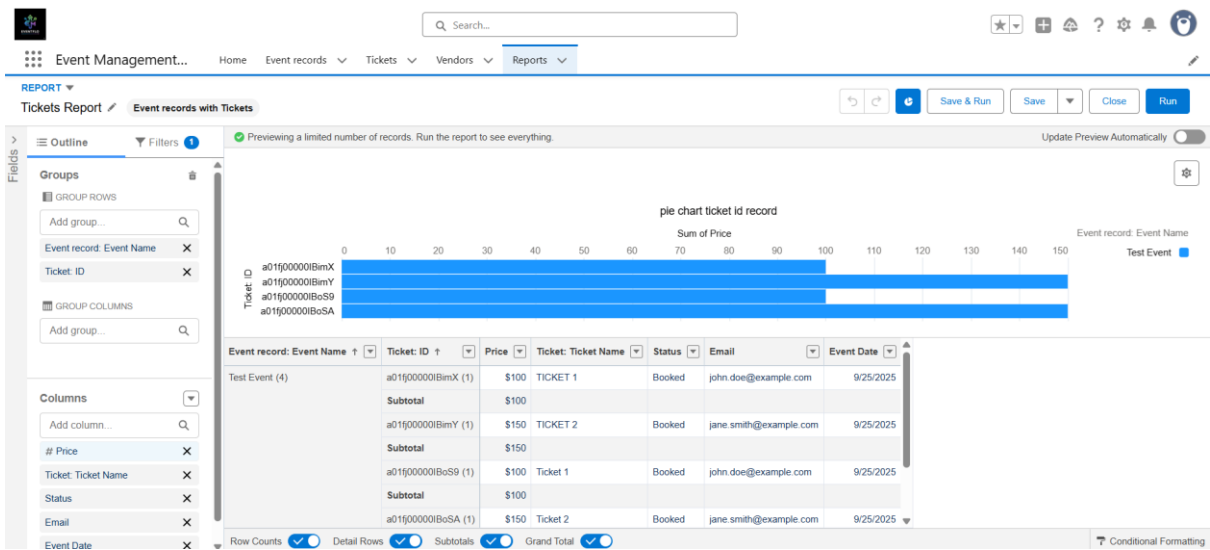 EVENTFLO
Search...
Event Management...
Home
Event records
Tickets
Vendors
Reports
REPORT
Tickets Report
Event records with Tickets
Save & Run
Save
Close
Run
Fields
Outline
Filters
1
Previewing a limited number of records. Run the report to see everything.
Update Preview Automatically
Groups
GROUP ROWS
Add group...
Event record: Event Name
Ticket: ID
GROUP COLUMNS
Add group...
Columns
Add column...
# Price
Ticket: Ticket Name
Status
Email
Event Date
pie chart ticket id record
Sum of Price
0 10 20 30 40 50 60 70 80 90 100 110 120 130 140 150
Ticket: ID
a01fj00000IBimX
a01fj00000IBimY
a01fj00000IBoS9
a01fj00000IBoSA
Event record: Event Name
Test Event
Event record: Event Name ↑ Ticket: ID ↑ Price Ticket: Ticket Name Status Email Event Date
Test Event (4) a01fj00000IBimX (1) $100 TICKET 1 Booked john.doe@example.com 9/25/2025
Subtotal $100
a01fj00000IBimY (1) $150 TICKET 2 Booked jane.smith@example.com 9/25/2025
Subtotal $150
a01fj00000IBoS9 (1) $100 Ticket 1 Booked john.doe@example.com 9/25/2025
Subtotal $100
a01fj00000IBoSA (1) $150 Ticket 2 Booked jane.smith@example.com 9/25/2025
Row Counts Detail Rows Subtotals Grand Total Conditional Formatting